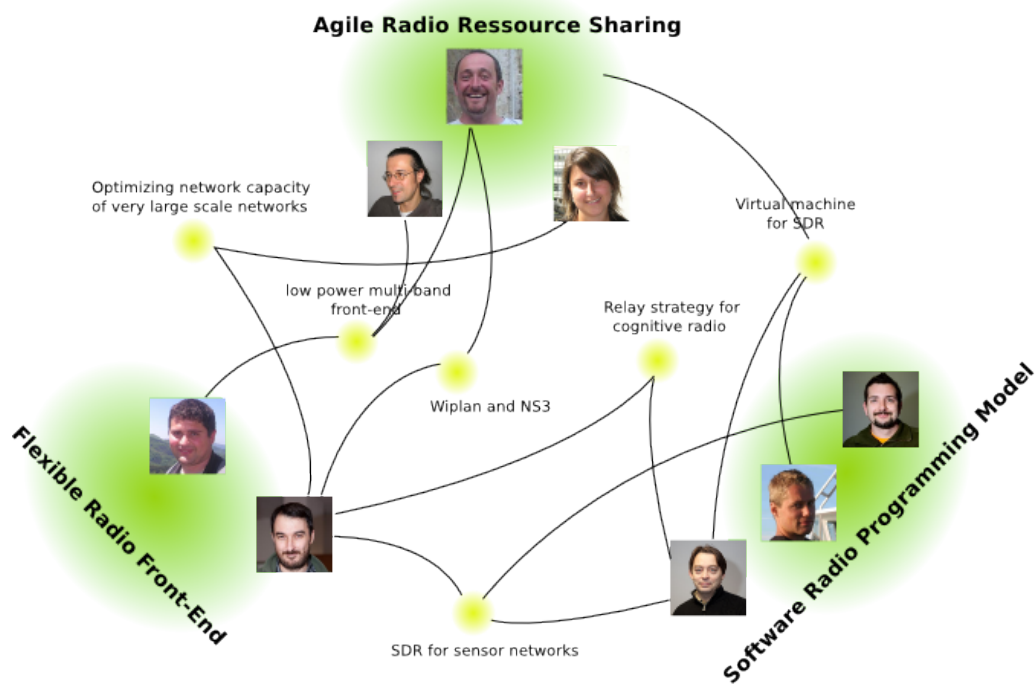 Agile Radio Ressource Sharing
Optimizing network capacity
of very large scale networks
Virtual machine
for SDR
low power multi-band
front-end
Relay strategy for
cognitive radio
Wiplan and NS3
Flexible Radio Front-End
Software Radio Programming Model
SDR for sensor networks